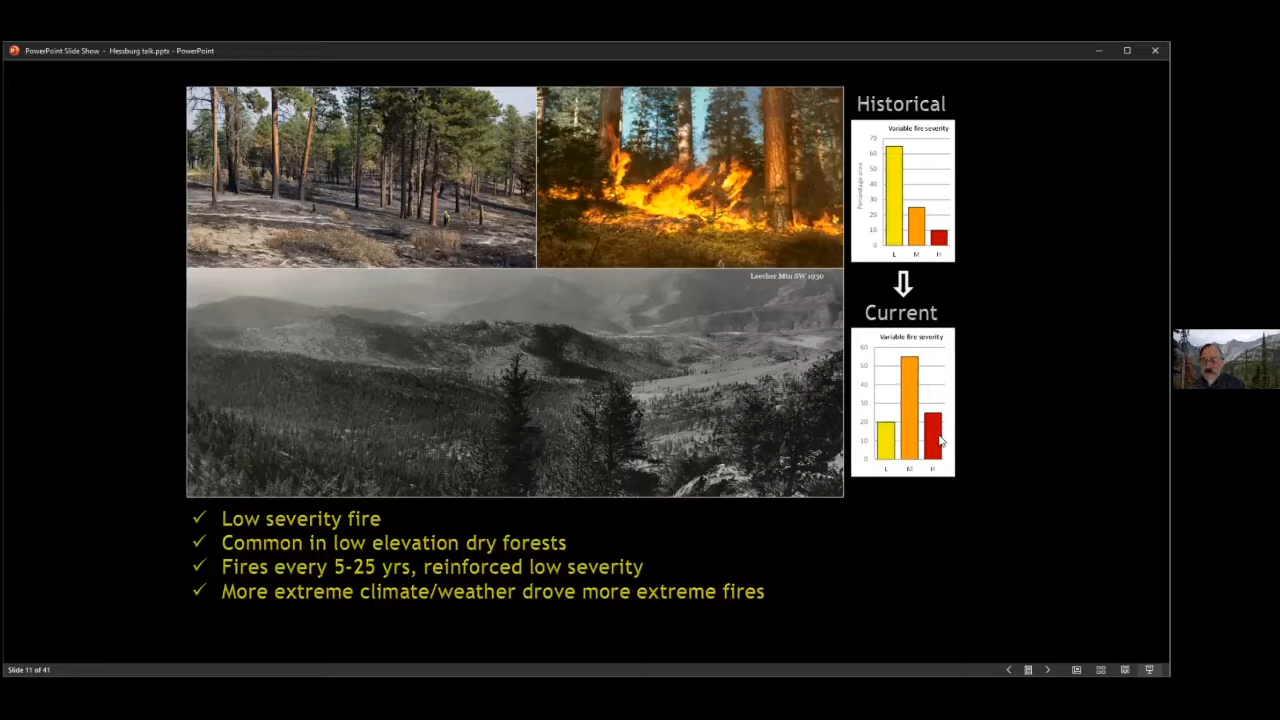 PowerPoint Slide Show - Hessburg talk.pptx - PowerPoint
Leecher Mtn SW 1930
Historical
Variable fire severity
Percentage area
70
60
50
40
30
20
10
0
L M H
Current
Variable fire severity
60
50
40
30
20
10
0
L M H
✓ Low severity fire
✓ Common in low elevation dry forests
✓ Fires every 5-25 yrs, reinforced low severity
✓ More extreme climate/weather drove more extreme fires
Slide 11 of 41